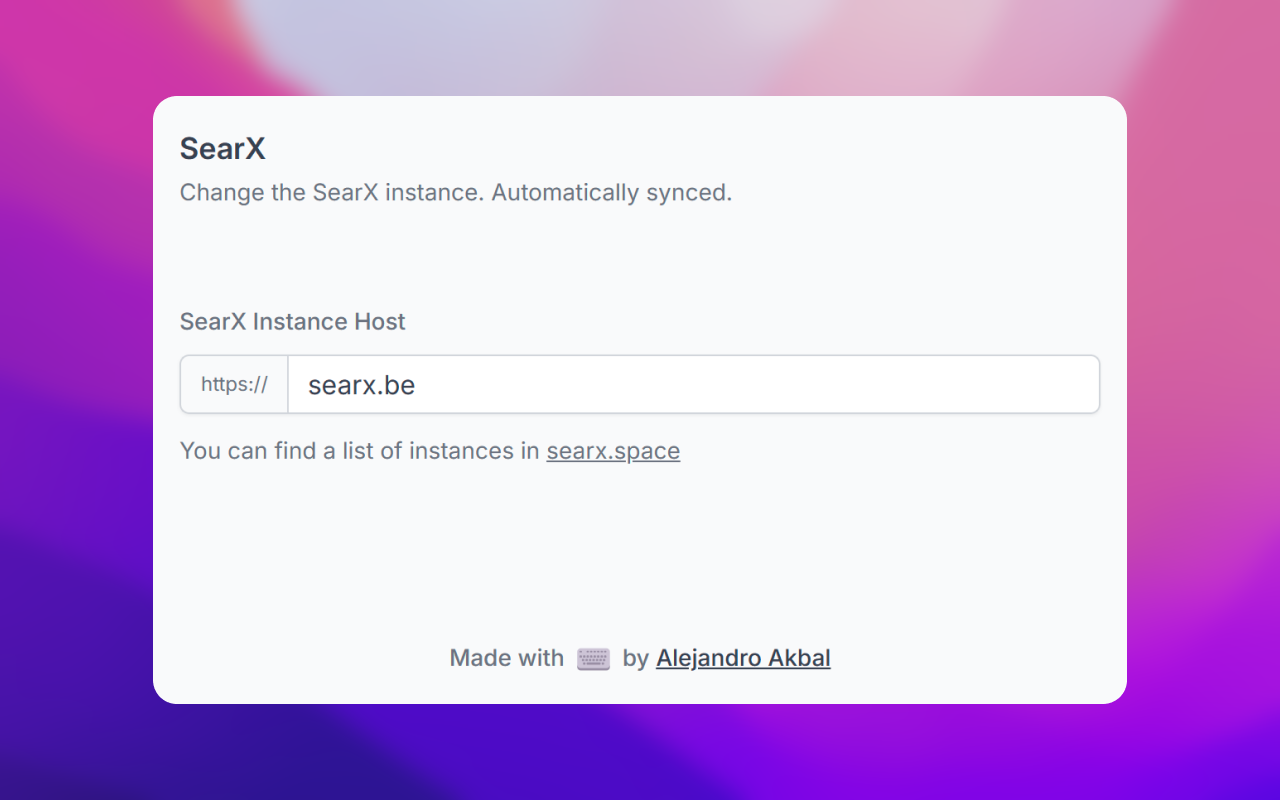 SearX
Change the SearX instance. Automatically synced.
SearX Instance Host
https:// searx.be
You can find a list of instances in searx.space
Made with ⌨️ by Alejandro Akbal